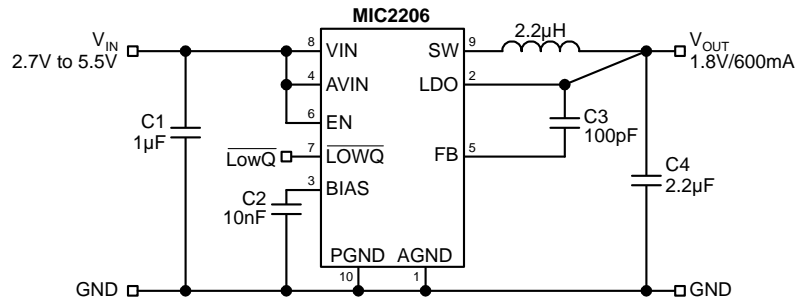 MIC2206
V_IN
2.7V to 5.5V
8 VIN
4 AVIN
6 EN
7 LOWQ
3 BIAS
SW 9
LDO 2
FB 5
PGND
10
AGND
1
2.2µH
V_OUT
1.8V/600mA
C1
1µF
LowQ
C2
10nF
C3
100pF
C4
2.2µF
GND
GND